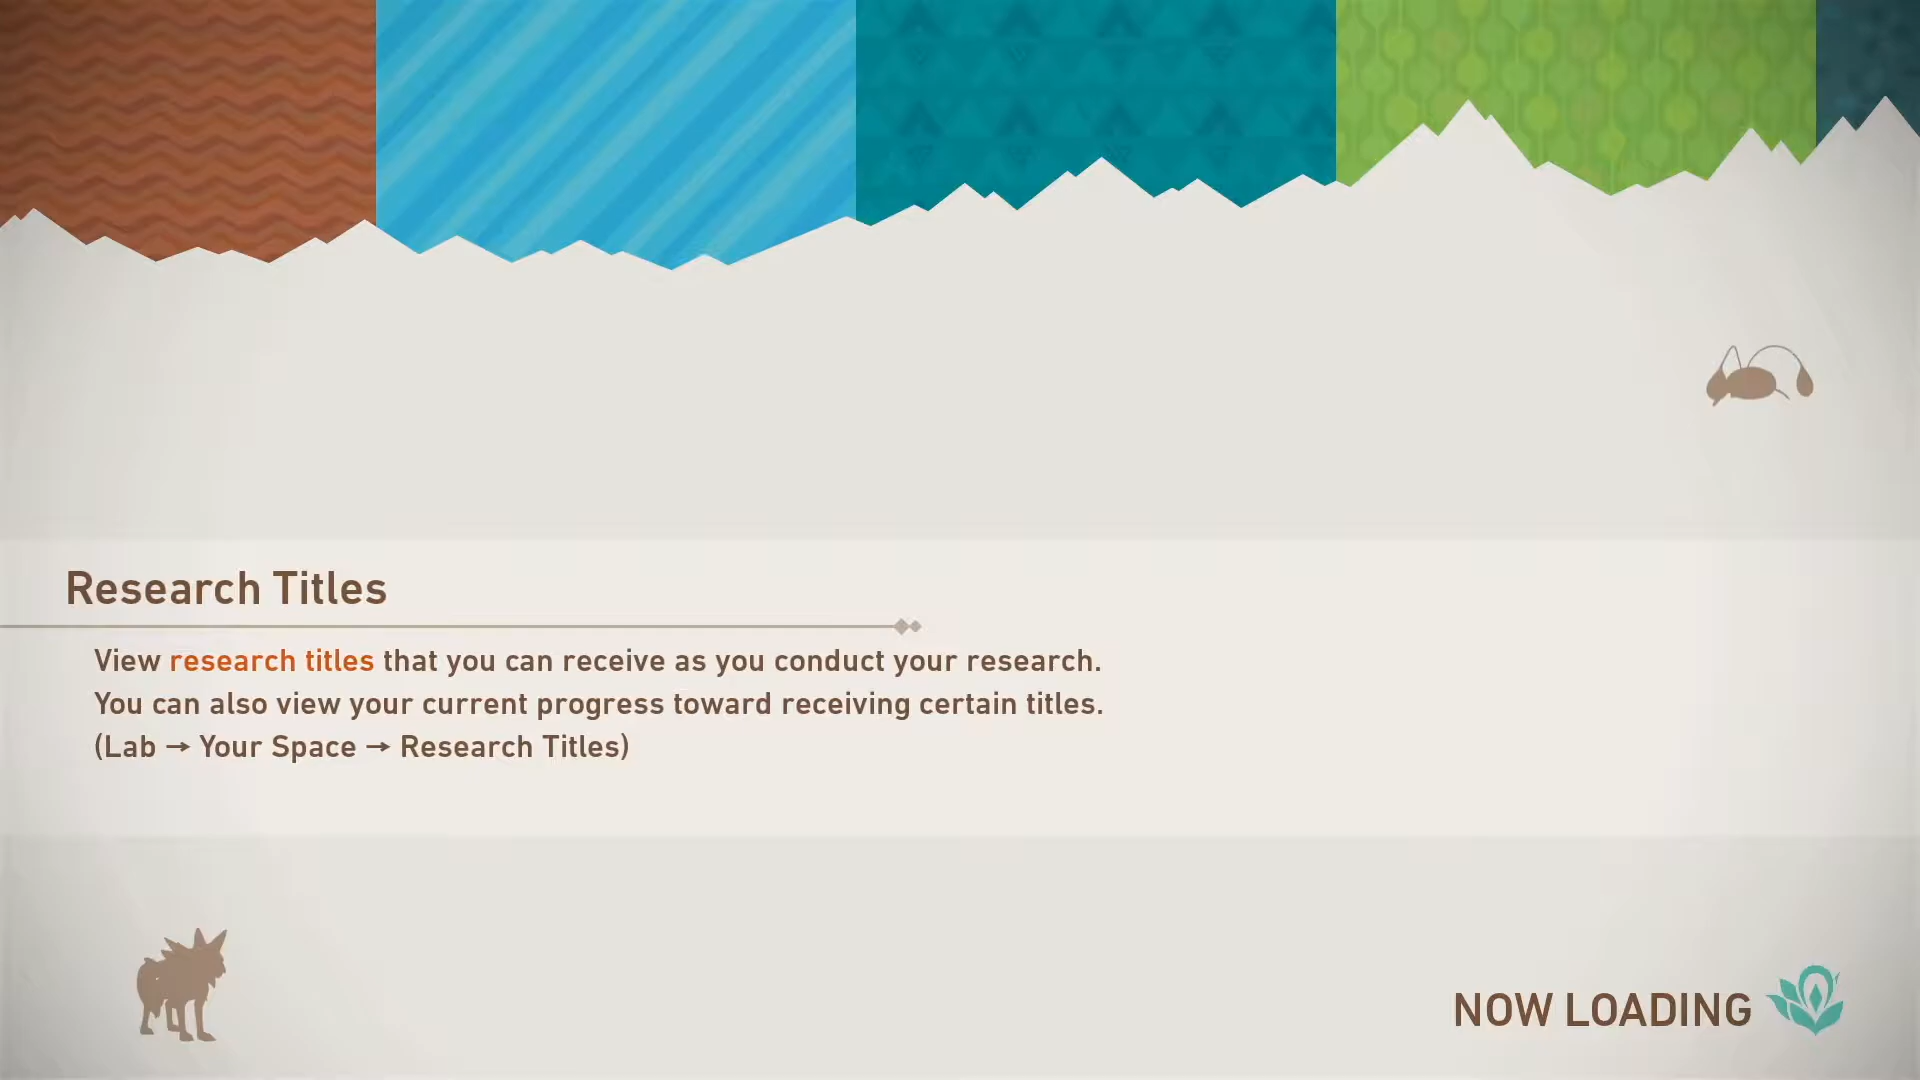 Research Titles
View research titles that you can receive as you conduct your research.
You can also view your current progress toward receiving certain titles.
(Lab → Your Space → Research Titles)
NOW LOADING